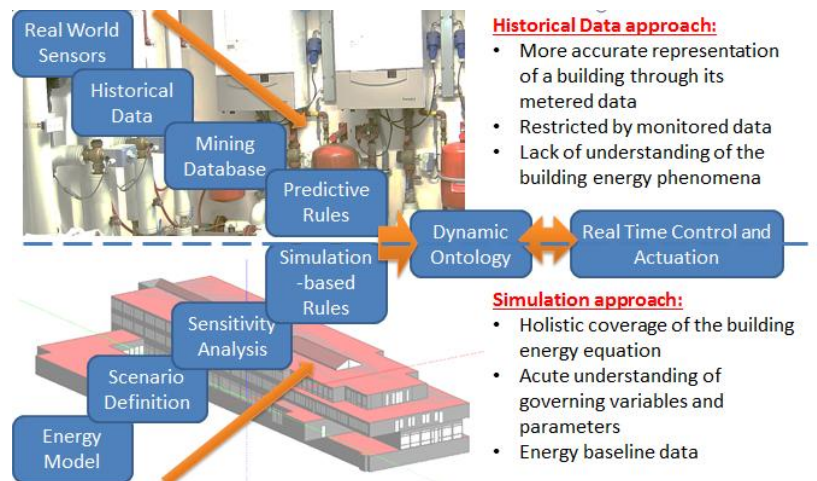 Real World
Sensors
Historical
Data
Mining
Database
Predictive
Rules
Simulation
-based
Rules
Sensitivity
Analysis
Scenario
Definition
Energy
Model
Dynamic
Ontology
Real Time Control and
Actuation
Historical Data approach:
• More accurate representation
of a building through its
metered data
• Restricted by monitored data
• Lack of understanding of the
building energy phenomena
Simulation approach:
• Holistic coverage of the building
energy equation
• Acute understanding of
governing variables and
parameters
• Energy baseline data